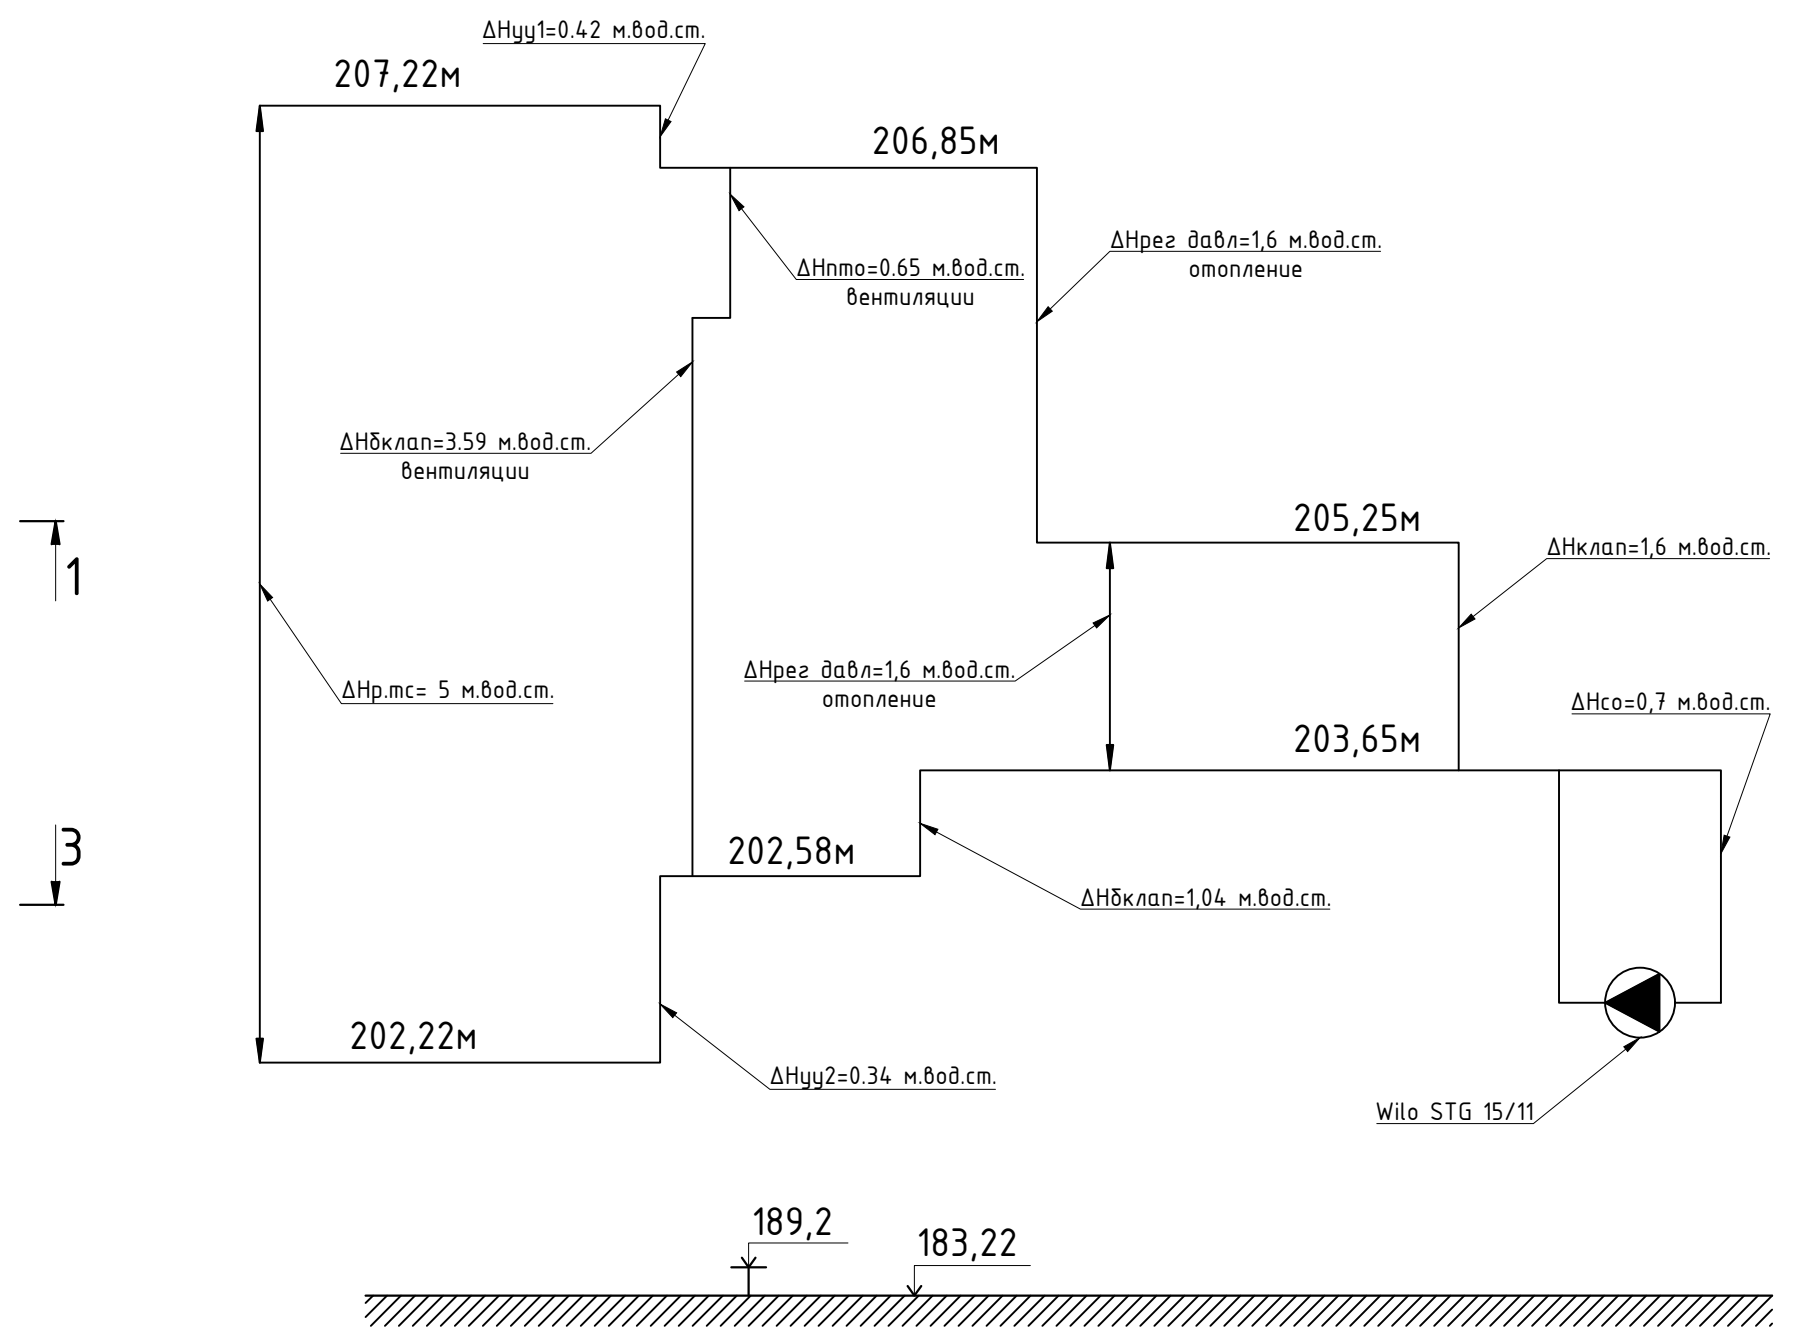 ΔHуу1=0.42 м.вод.ст.
207,22м
206,85м
ΔHрег давл=1,6 м.вод.ст.
отопление
ΔHпто=0.65 м.вод.ст.
вентиляции
ΔHбклап=3.59 м.вод.ст.
вентиляции
205,25м
ΔHклап=1,6 м.вод.ст.
1
ΔHрег давл=1,6 м.вод.ст.
отопление
ΔHр.тс= 5 м.вод.ст.
ΔHсо=0,7 м.вод.ст.
203,65м
3
202,58м
ΔHбклап=1,04 м.вод.ст.
202,22м
ΔHуу2=0.34 м.вод.ст.
Wilo STG 15/11
189,2
183,22